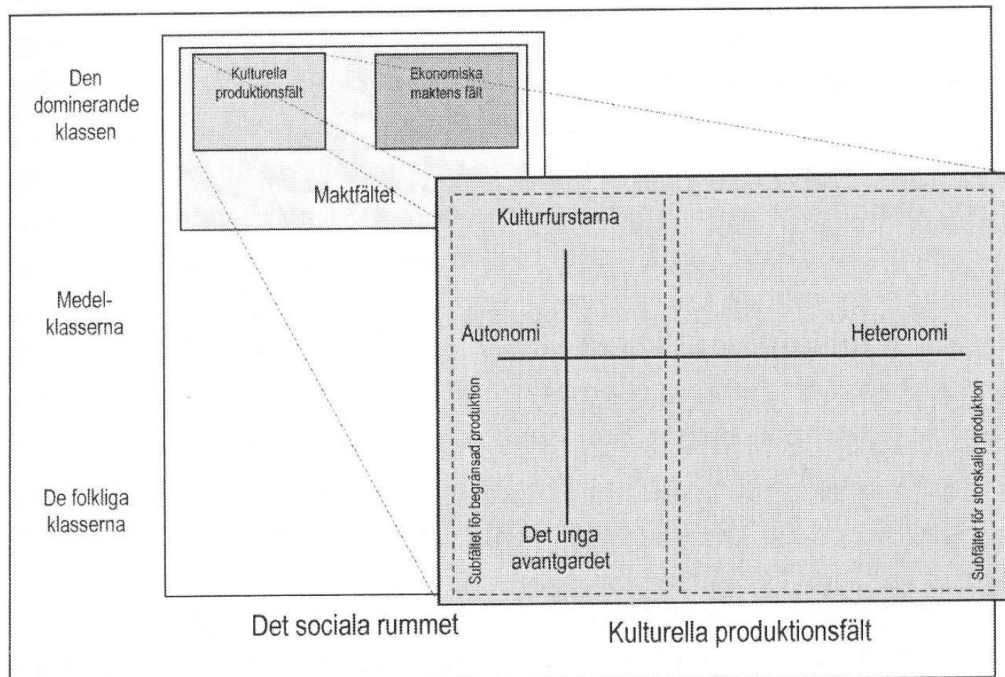 Den
dominerande
klassen
Kulturella
produktionsfält
Ekonomiska
maktens fält
Maktfältet
Medel-
klasserna
De folkliga
klasserna
Kulturfurstarna
Autonomi
Heteronomi
Subfältet för begränsad produktion
Det unga
avantgardet
Subfältet för storskalig produktion
Det sociala rummet
Kulturella produktionsfält